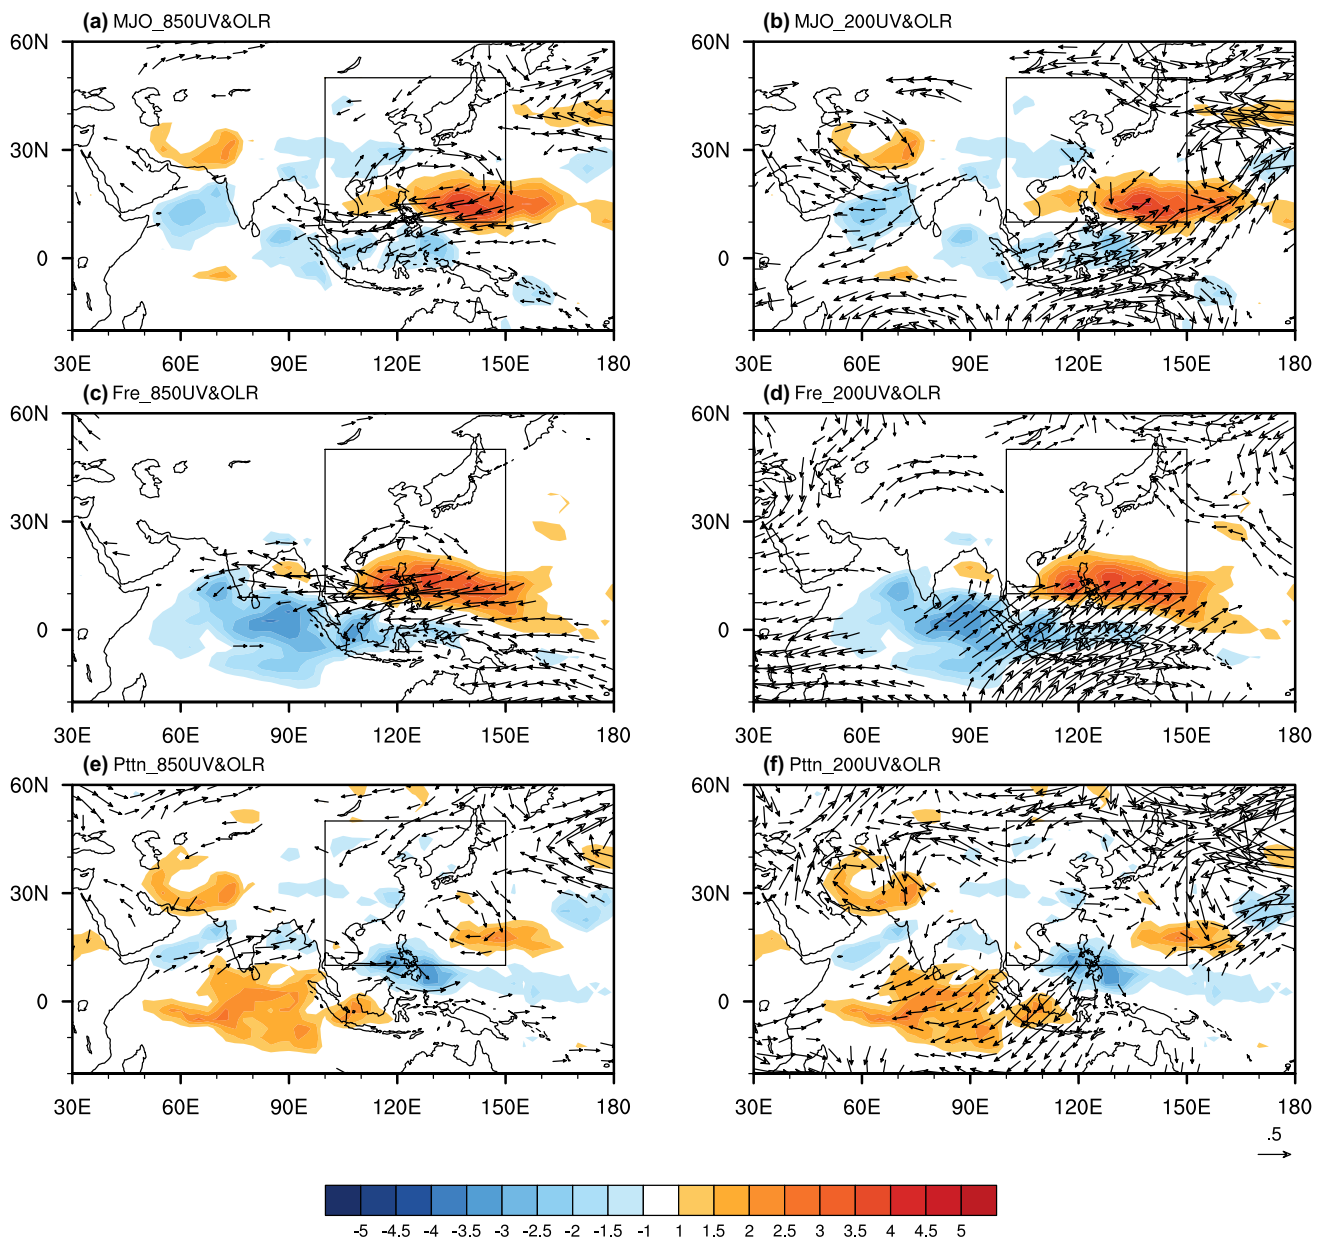 (a) MJO_850UV&OLR
(b) MJO_200UV&OLR
60N
30N
0
30E 60E 90E 120E 150E 180
60N
30N
0
30E 60E 90E 120E 150E 180
(c) Fre_850UV&OLR
(d) Fre_200UV&OLR
60N
30N
0
30E 60E 90E 120E 150E 180
60N
30N
0
30E 60E 90E 120E 150E 180
(e) Pttn_850UV&OLR
(f) Pttn_200UV&OLR
60N
30N
0
30E 60E 90E 120E 150E 180
60N
30N
0
30E 60E 90E 120E 150E 180
.5
-5 -4.5 -4 -3.5 -3 -2.5 -2 -1.5 -1 1 1.5 2 2.5 3 3.5 4 4.5 5